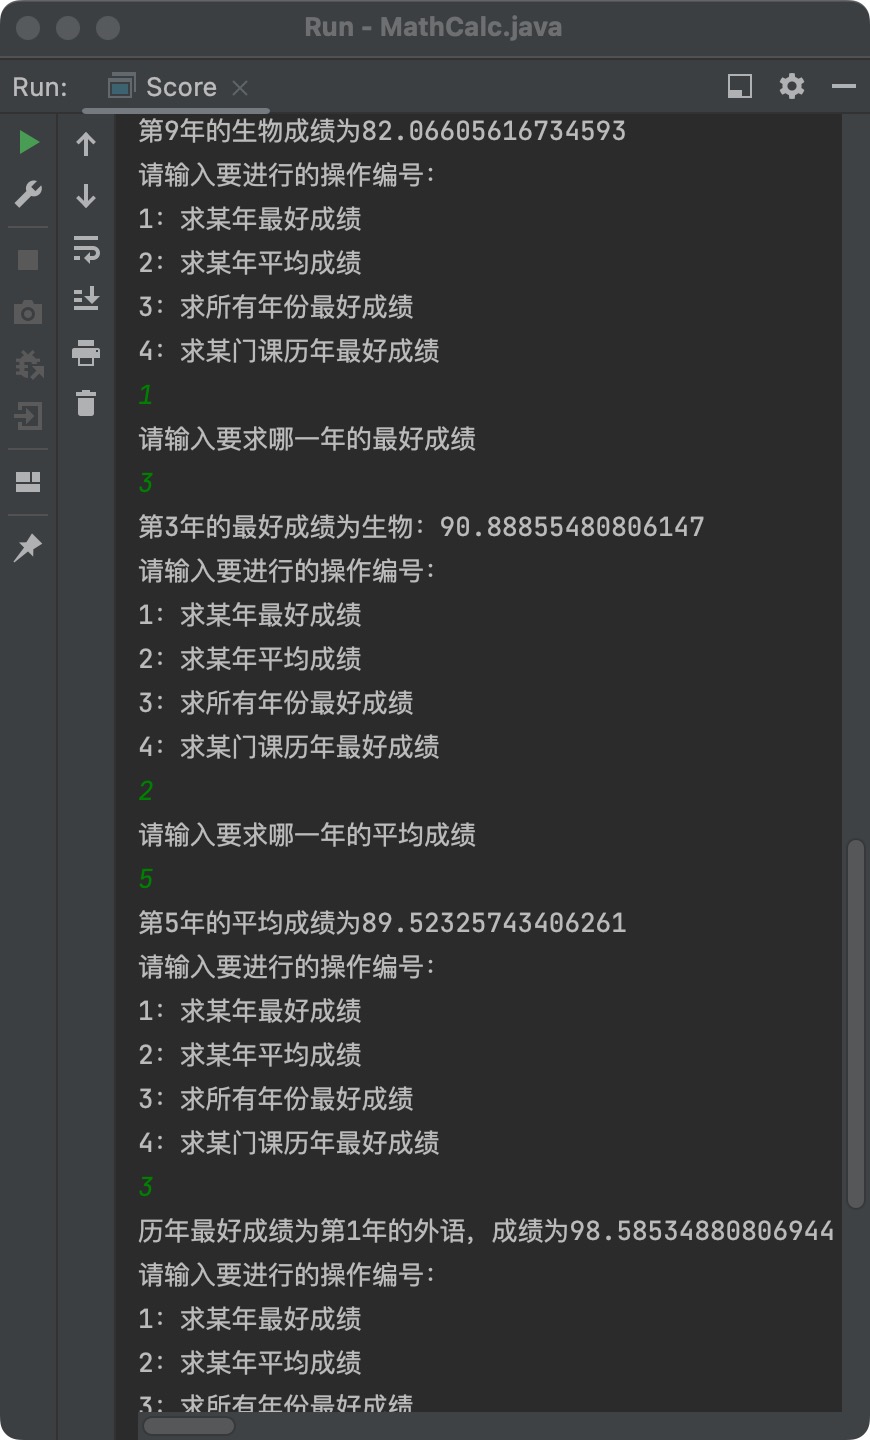 Run - MathCalc.java
Run: Score
第9年的生物成绩为82.06605616734593
请输入要进行的操作编号：
1：求某年最好成绩
2：求某年平均成绩
3：求所有年份最好成绩
4：求某门课历年最好成绩
1
请输入要求哪一年的最好成绩
3
第3年的最好成绩为生物：90.88855480806147
请输入要进行的操作编号：
1：求某年最好成绩
2：求某年平均成绩
3：求所有年份最好成绩
4：求某门课历年最好成绩
2
请输入要求哪一年的平均成绩
5
第5年的平均成绩为89.52325743406261
请输入要进行的操作编号：
1：求某年最好成绩
2：求某年平均成绩
3：求所有年份最好成绩
4：求某门课历年最好成绩
3
历年最好成绩为第1年的外语，成绩为98.58534880806944
请输入要进行的操作编号：
1：求某年最好成绩
2：求某年平均成绩
3：求所有年份最好成绩